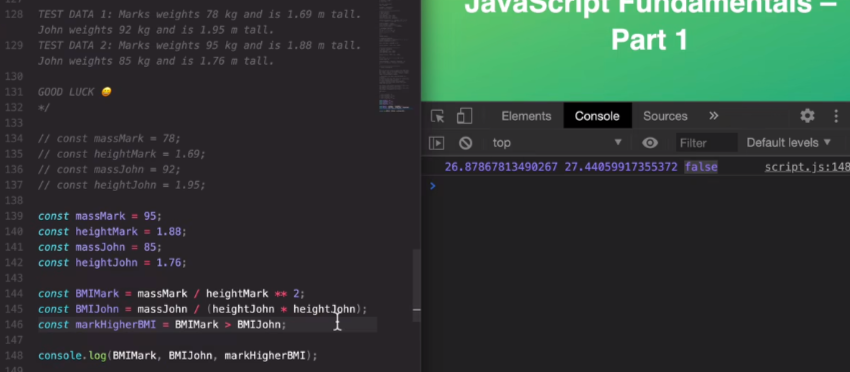 127
128 TEST DATA 1: Marks weights 78 kg and is 1.69 m tall.
John weights 92 kg and is 1.95 m tall.
129 TEST DATA 2: Marks weights 95 kg and is 1.88 m tall.
John weights 85 kg and is 1.76 m tall.
130
131 GOOD LUCK 😀
132 */
133
134 // const massMark = 78;
135 // const heightMark = 1.69;
136 // const massJohn = 92;
137 // const heightJohn = 1.95;
138
139 const massMark = 95;
140 const heightMark = 1.88;
141 const massJohn = 85;
142 const heightJohn = 1.76;
143
144 const BMIMark = massMark / heightMark ** 2;
145 const BMIJohn = massJohn / (heightJohn * heightJohn);
146 const markHigherBMI = BMIMark > BMIJohn;
147
148 console.log(BMIMark, BMIJohn, markHigherBMI);
149
JavaScript Fundamentals –
Part 1
Elements Console Sources »
top Filter Default levels ▼
26.87867813490267 27.44059917355372 false script.js:148
>